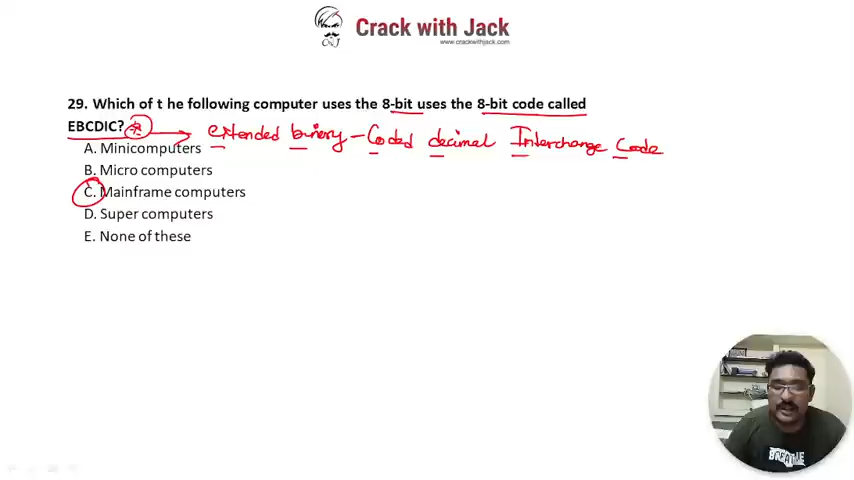 Crack with Jack
CWJ
www.crackwithjack.com
29. Which of t he following computer uses the 8-bit uses the 8-bit code called
EBCDIC? * extended binary - Coded decimal Interchange Code
A. Minicomputers
B. Micro computers
C. Mainframe computers
D. Super computers
E. None of these